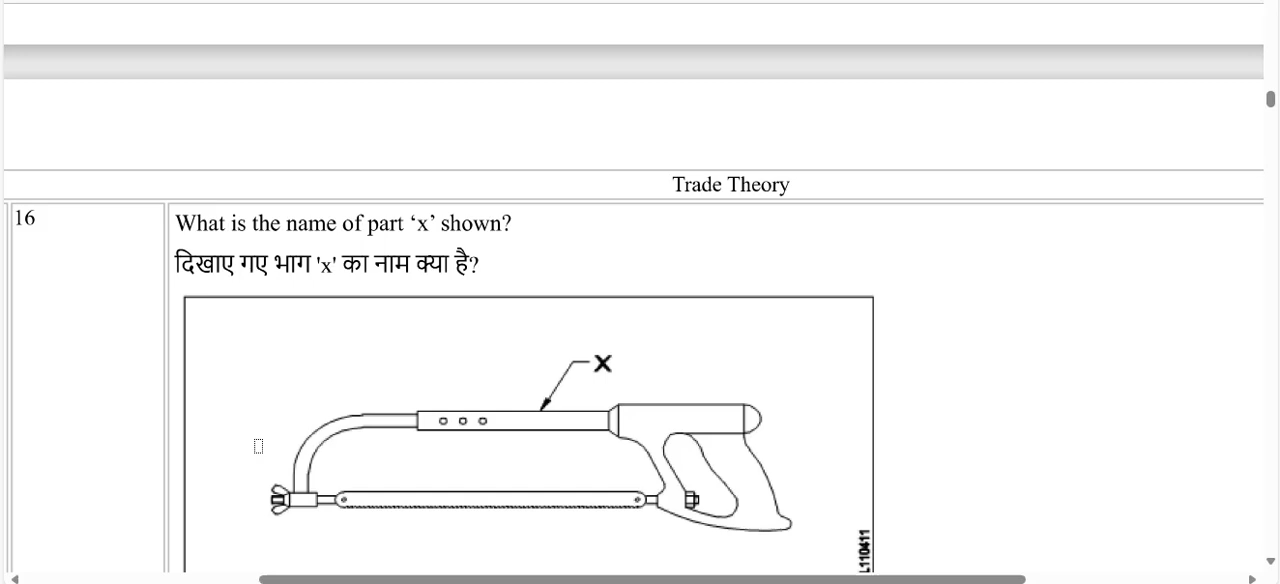 Trade Theory
16
What is the name of part ‘x’ shown?
दिखाए गए भाग 'x' का नाम क्या है?
X
L110411